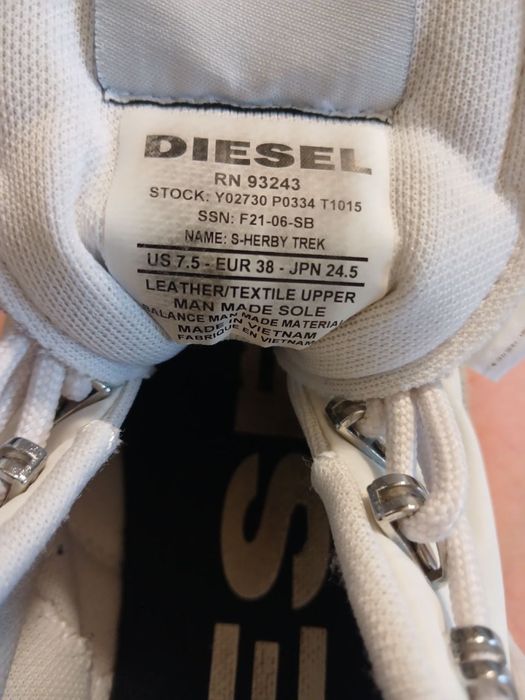 DIESEL
RN 93243
STOCK: Y02730 P0334 T1015
SSN: F21-06-SB
NAME: S-HERBY TREK
US 7.5 - EUR 38 - JPN 24.5
LEATHER/TEXTILE UPPER
MAN MADE SOLE
BALANCE MAN MADE MATERIAL
MADE IN VIETNAM
FABRIQUE EN VIETNAM
ES